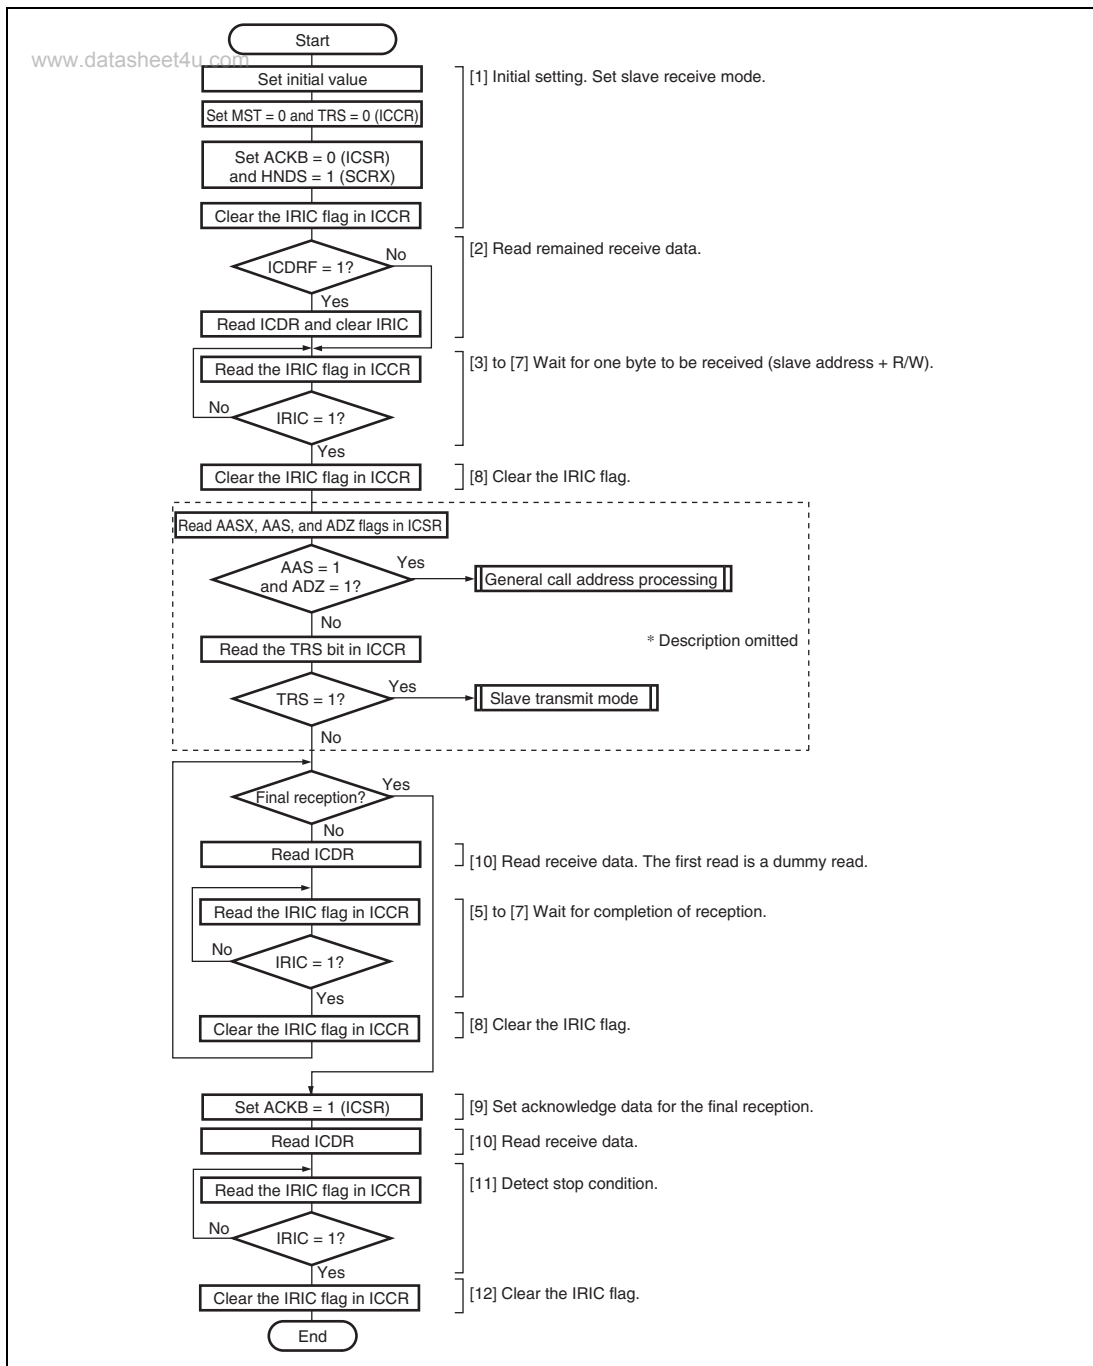 Start
www.datasheet4u.com
Set initial value
[1] Initial setting. Set slave receive mode.
Set MST = 0 and TRS = 0 (ICCR)
Set ACKB = 0 (ICSR)
and HNDS = 1 (SCRX)
Clear the IRIC flag in ICCR
[2] Read remained receive data.
No
ICDRF = 1?
Yes
Read ICDR and clear IRIC
Read the IRIC flag in ICCR
[3] to [7] Wait for one byte to be received (slave address + R/W).
No
IRIC = 1?
Yes
Clear the IRIC flag in ICCR
[8] Clear the IRIC flag.
Read AASX, AAS, and ADZ flags in ICSR
AAS = 1
and ADZ = 1?
Yes
General call address processing
No
Read the TRS bit in ICCR
* Description omitted
TRS = 1?
Yes
Slave transmit mode
No
Final reception?
Yes
No
Read ICDR
[10] Read receive data. The first read is a dummy read.
Read the IRIC flag in ICCR
[5] to [7] Wait for completion of reception.
No
IRIC = 1?
Yes
Clear the IRIC flag in ICCR
[8] Clear the IRIC flag.
Set ACKB = 1 (ICSR)
[9] Set acknowledge data for the final reception.
Read ICDR
[10] Read receive data.
Read the IRIC flag in ICCR
[11] Detect stop condition.
No
IRIC = 1?
Yes
Clear the IRIC flag in ICCR
[12] Clear the IRIC flag.
End